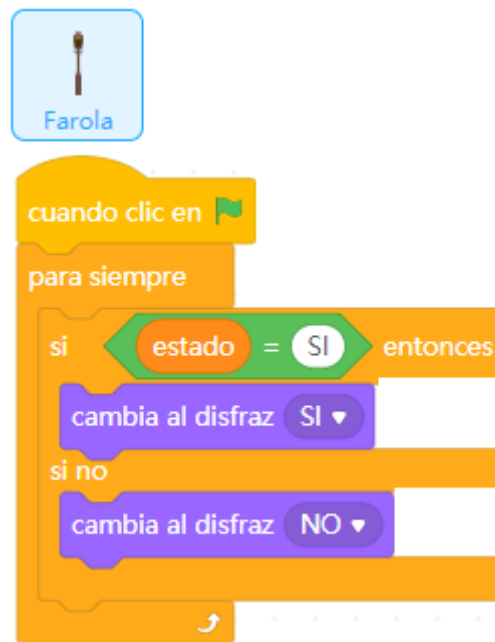 Farola
cuando clic en
para siempre
si estado = SI entonces
cambia al disfraz SI
si no
cambia al disfraz NO